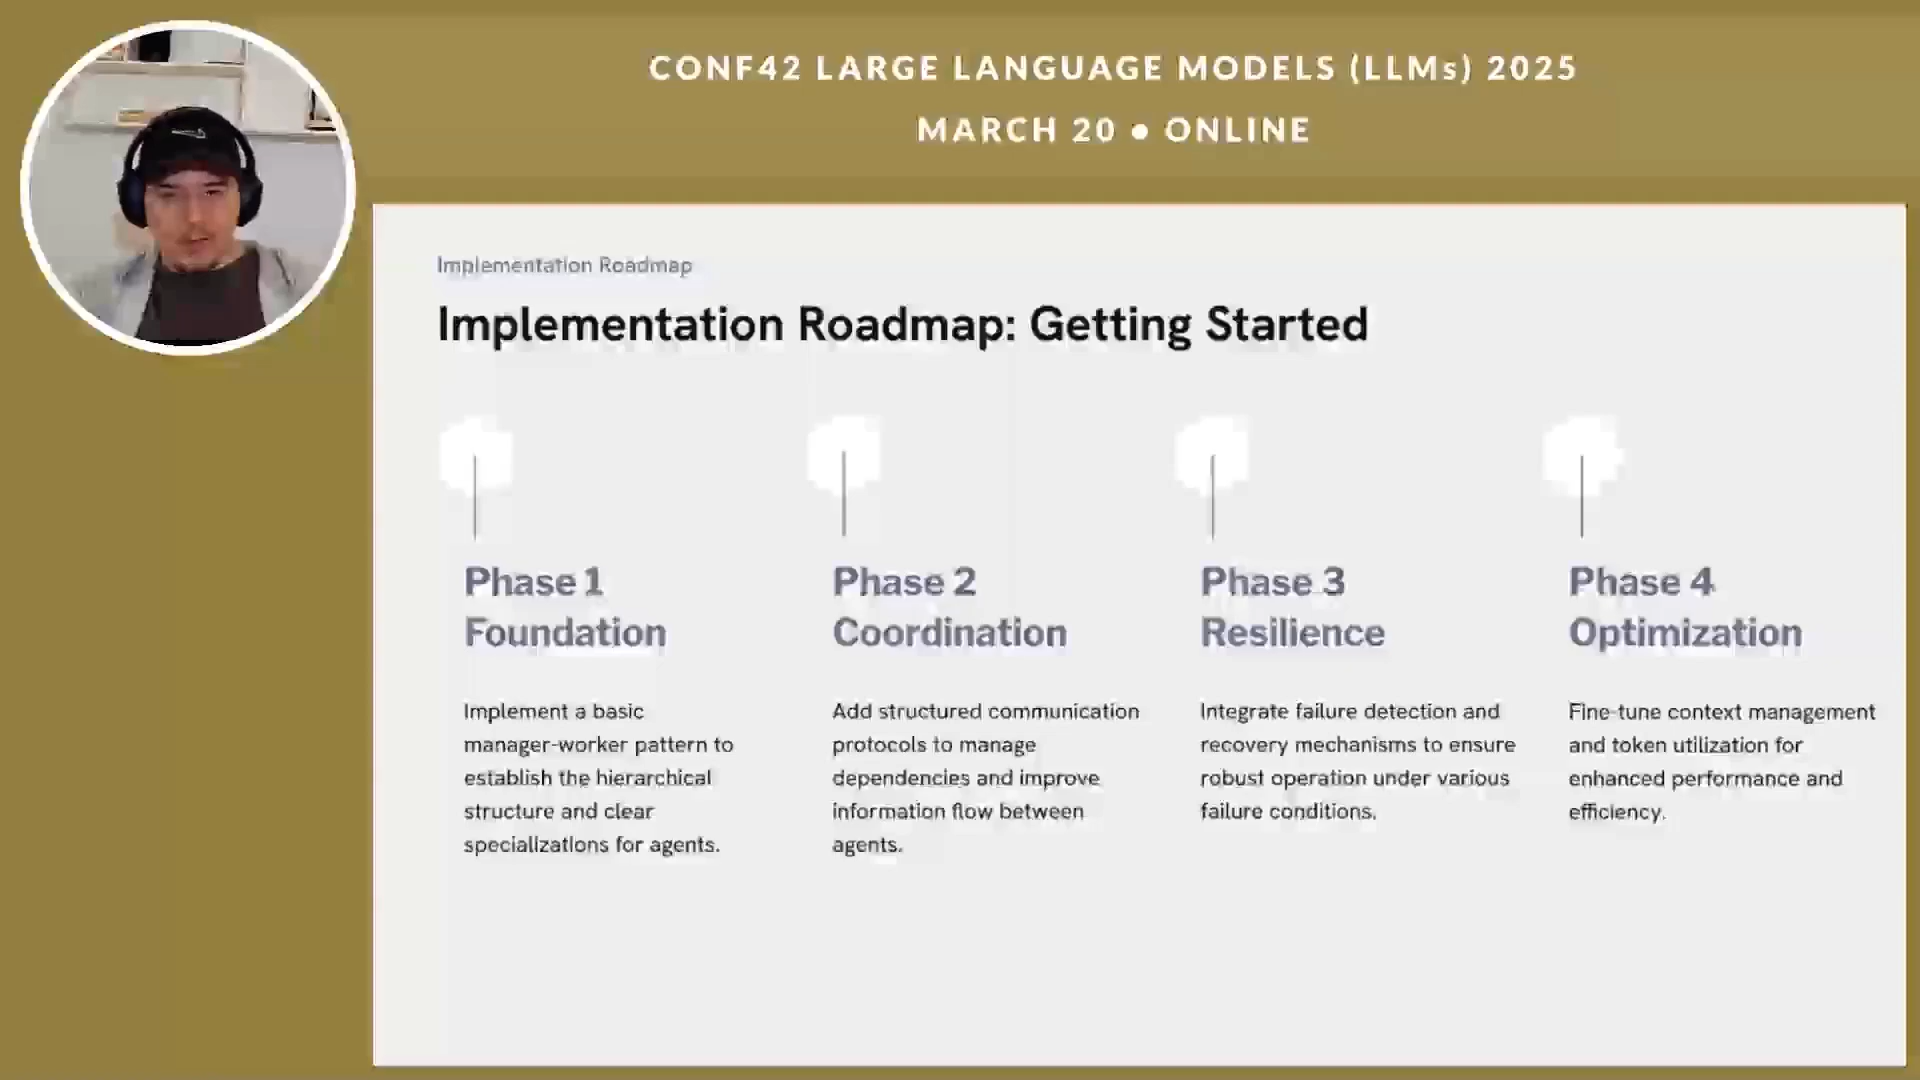 CONF42 LARGE LANGUAGE MODELS (LLMs) 2025
MARCH 20 • ONLINE
Implementation Roadmap
Implementation Roadmap: Getting Started
Phase 1
Foundation
Implement a basic
manager-worker pattern to
establish the hierarchical
structure and clear
specializations for agents.
Phase 2
Coordination
Add structured communication
protocols to manage
dependencies and improve
information flow between
agents.
Phase 3
Resilience
Integrate failure detection and
recovery mechanisms to ensure
robust operation under various
failure conditions.
Phase 4
Optimization
Fine-tune context management
and token utilization for
enhanced performance and
efficiency.